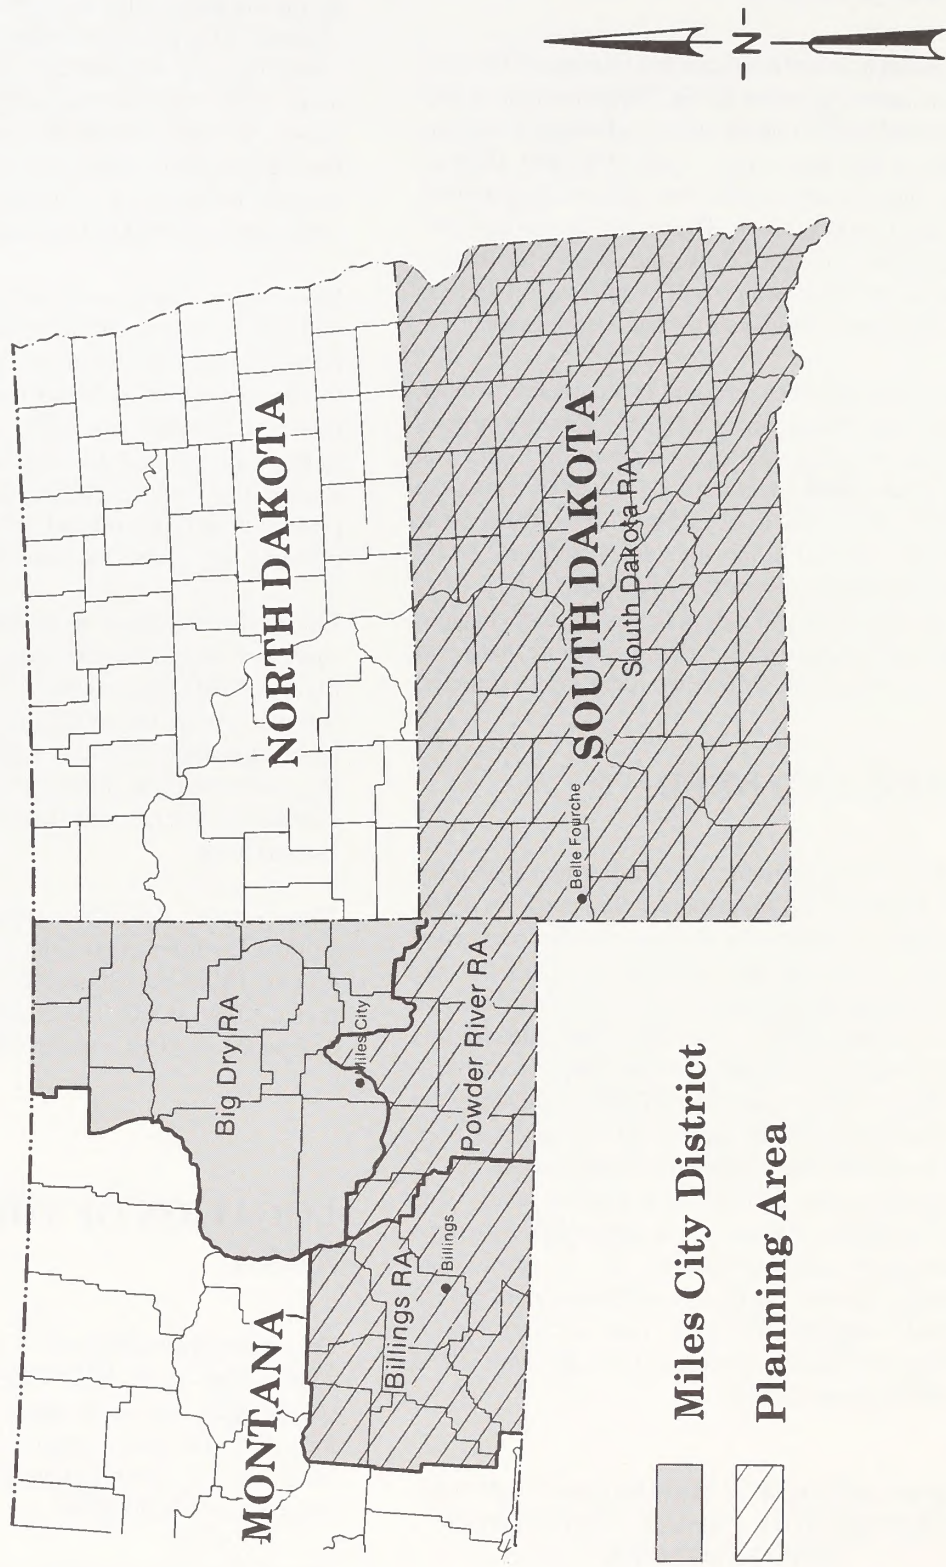 -N-
MONTANA
NORTH DAKOTA
SOUTH DAKOTA
South Dakota RA
Belle Fourche
Big Dry RA
Miles City
Powder River RA
Billings RA
Billings
Miles City District
Planning Area